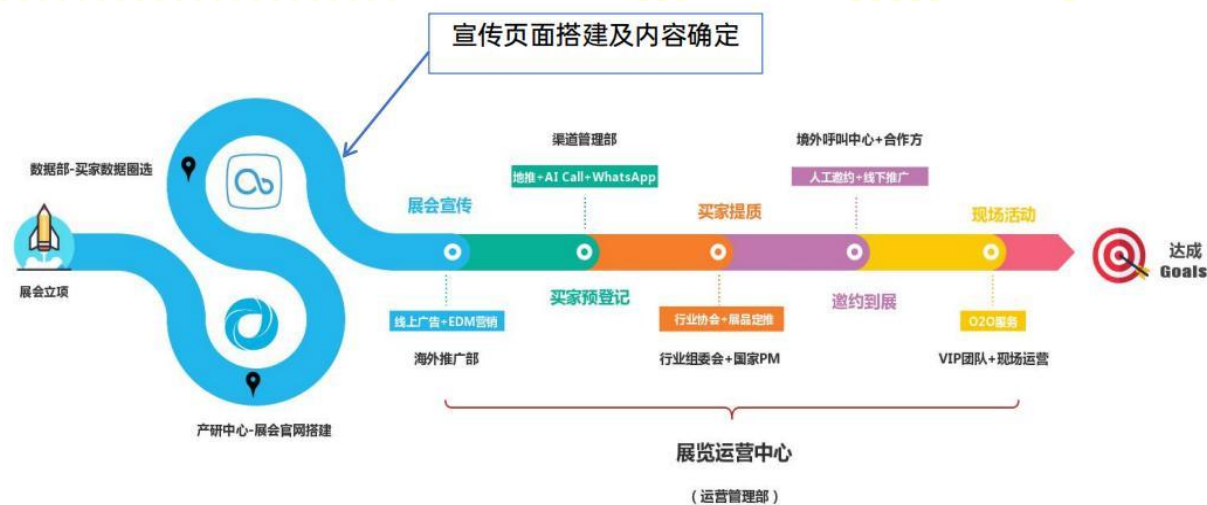 宣传页面搭建及内容确定
数据部-买家数据圈选
展会立项
产研中心-展会官网搭建
展会宣传
线上广告+EDM营销
海外推广部
渠道管理部
地推+AI Call+WhatsApp
买家预登记
买家提质
行业协会+展品定推
行业组委会+国家PM
境外呼叫中心+合作方
人工邀约+线下推广
邀约到展
现场活动
O2O服务
VIP团队+现场运营
达成
Goals
展览运营中心
（运营管理部）